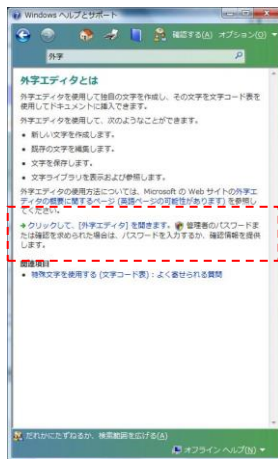 Windows ヘルプとサポート
確認する(A) オプション(O)
外字
外字エディタとは
外字エディタを使用して独自の文字を作成し、その文字を文字コード表を
使用してドキュメントに挿入できます。
外字エディタを使用して、次のようなことができます。
• 新しい文字を作成します。
• 既存の文字を編集します。
• 文字を保存します。
• 文字ライブラリを表示および参照します。
外字エディタの使用方法については、Microsoft の Web サイトの外字エ
ディタの概要に関するページ (英語ページの可能性があります) を参照し
てください。
クリックして、[外字エディタ] を開きます。 管理者のパスワードま
たは確認を求められた場合は、パスワードを入力するか、確認情報を提供
します。
関連項目
• 特殊文字を使用する (文字コード表) : よく寄せられる質問
だれかにたずねるか、検索範囲を広げる(A)
オフライン ヘルプ(N)